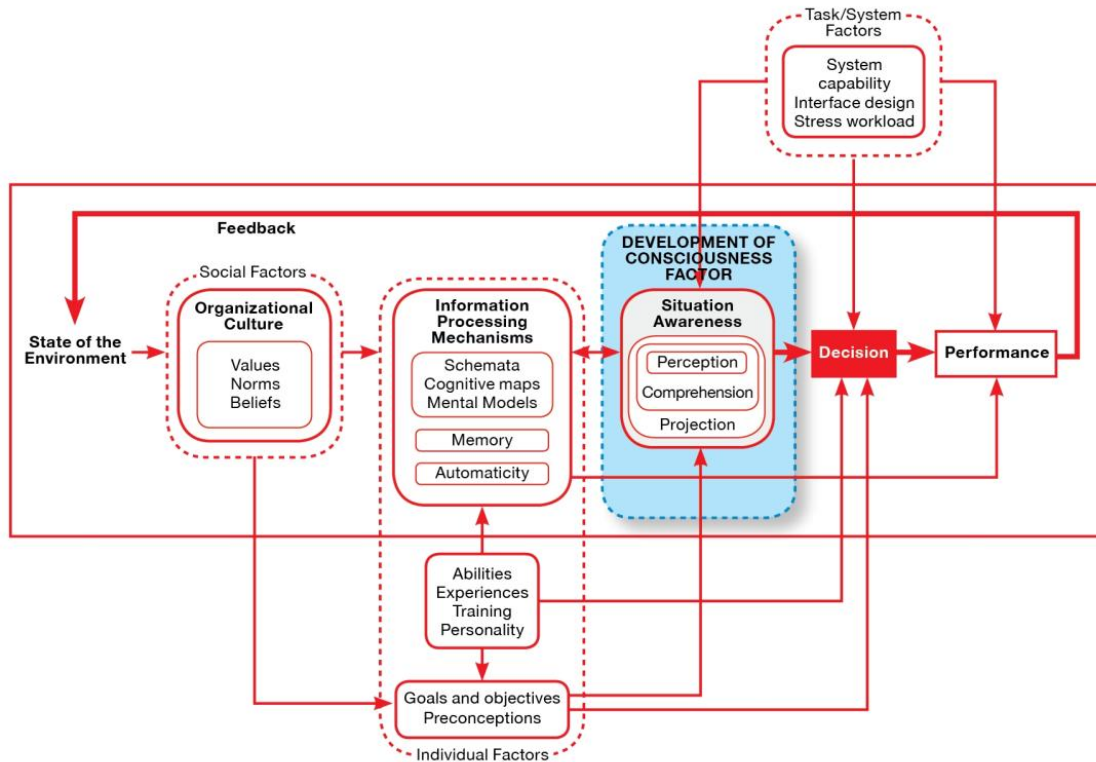 Task/System
Factors
System
capability
Interface design
Stress workload
Feedback
DEVELOPMENT OF
CONSCIOUSNESS
FACTOR
Social Factors
Organizational
Culture
Values
Norms
Beliefs
State of the
Environment
Information
Processing
Mechanisms
Schemata
Cognitive maps
Mental Models
Memory
Automaticity
Situation
Awareness
Perception
Comprehension
Projection
Decision
Performance
Abilities
Experiences
Training
Personality
Goals and objectives
Preconceptions
Individual Factors